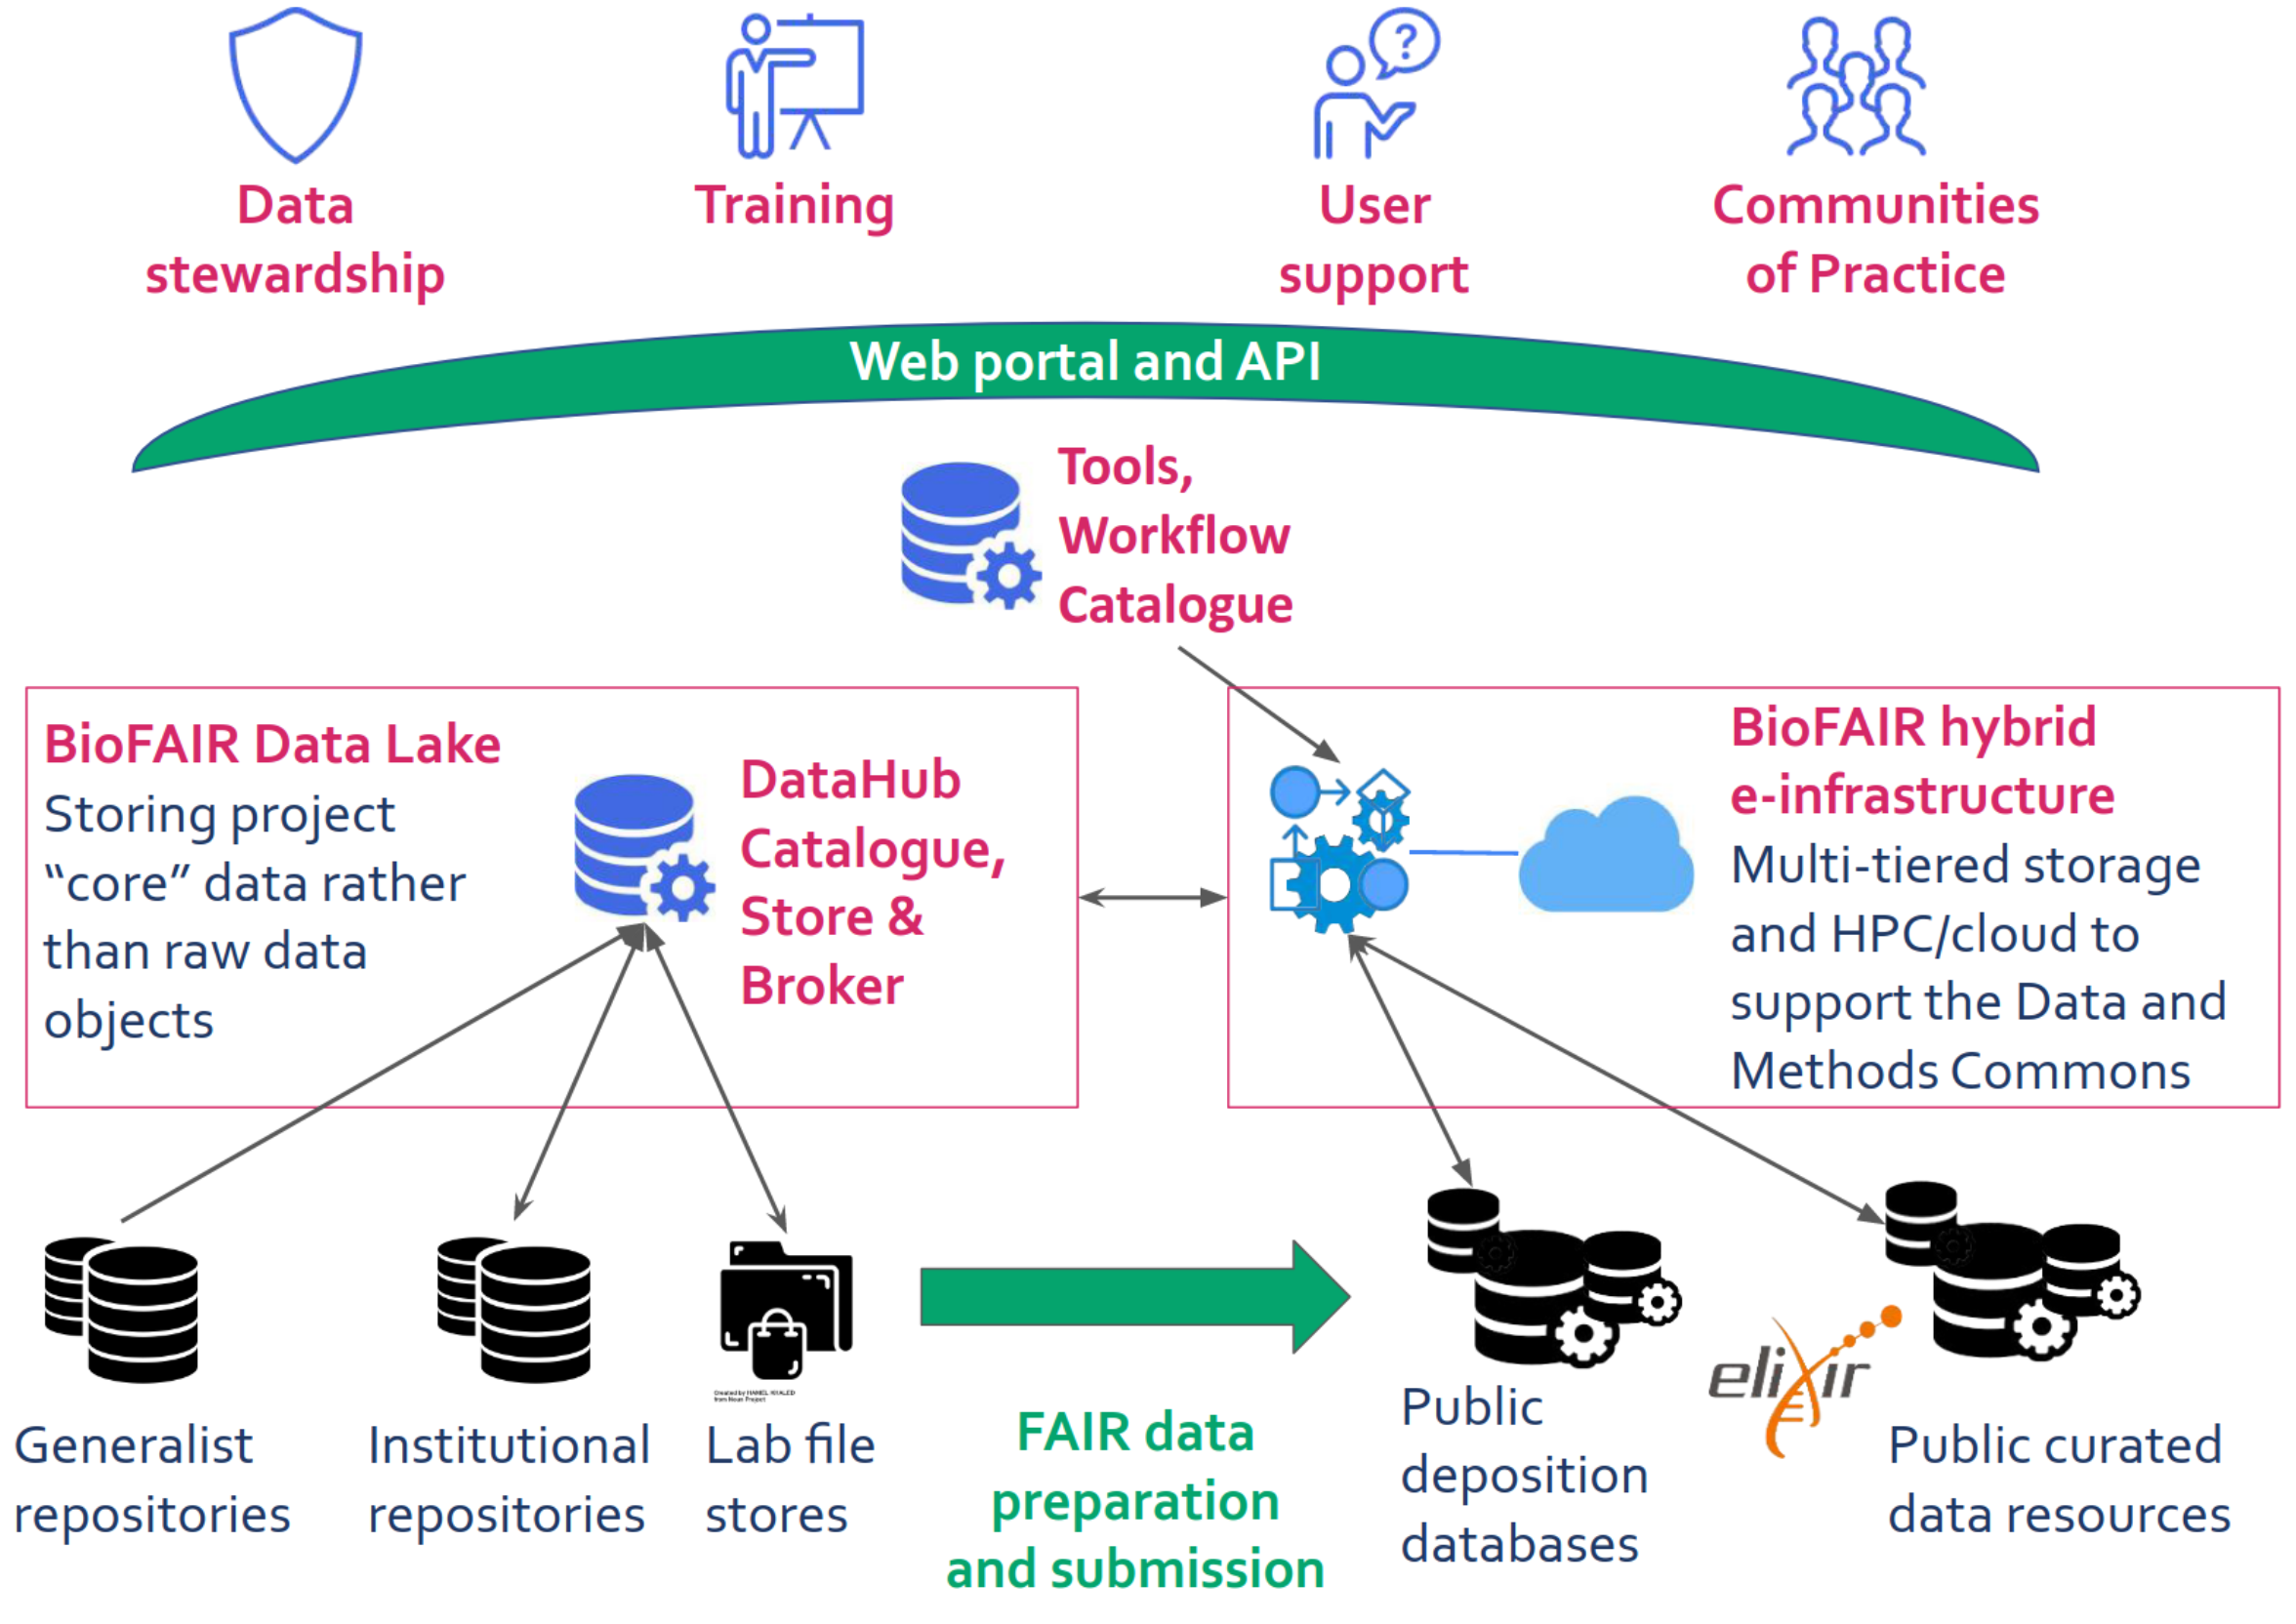 Data
stewardship
Training
User
support
Communities
of Practice
Web portal and API
Tools,
Workflow
Catalogue
BioFAIR Data Lake
Storing project
“core” data rather
than raw data
objects
DataHub
Catalogue,
Store &
Broker
BioFAIR hybrid
e-infrastructure
Multi-tiered storage
and HPC/cloud to
support the Data and
Methods Commons
?
Generalist
repositories
Institutional
repositories
Lab file
stores
from Noun Project
FAIR data
preparation
and submission
Public
deposition
databases
elixir
Public curated
data resources